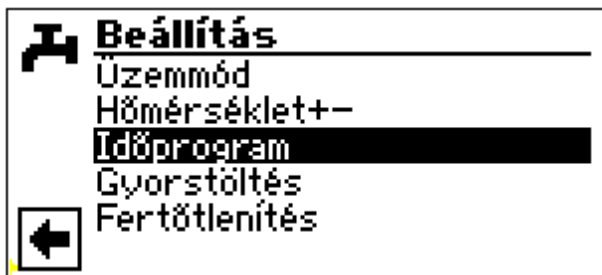 Beállítás
Üzemmód
Hőmérséklet+-
Időprogram
Gyorstöltés
Fertőtlenítés